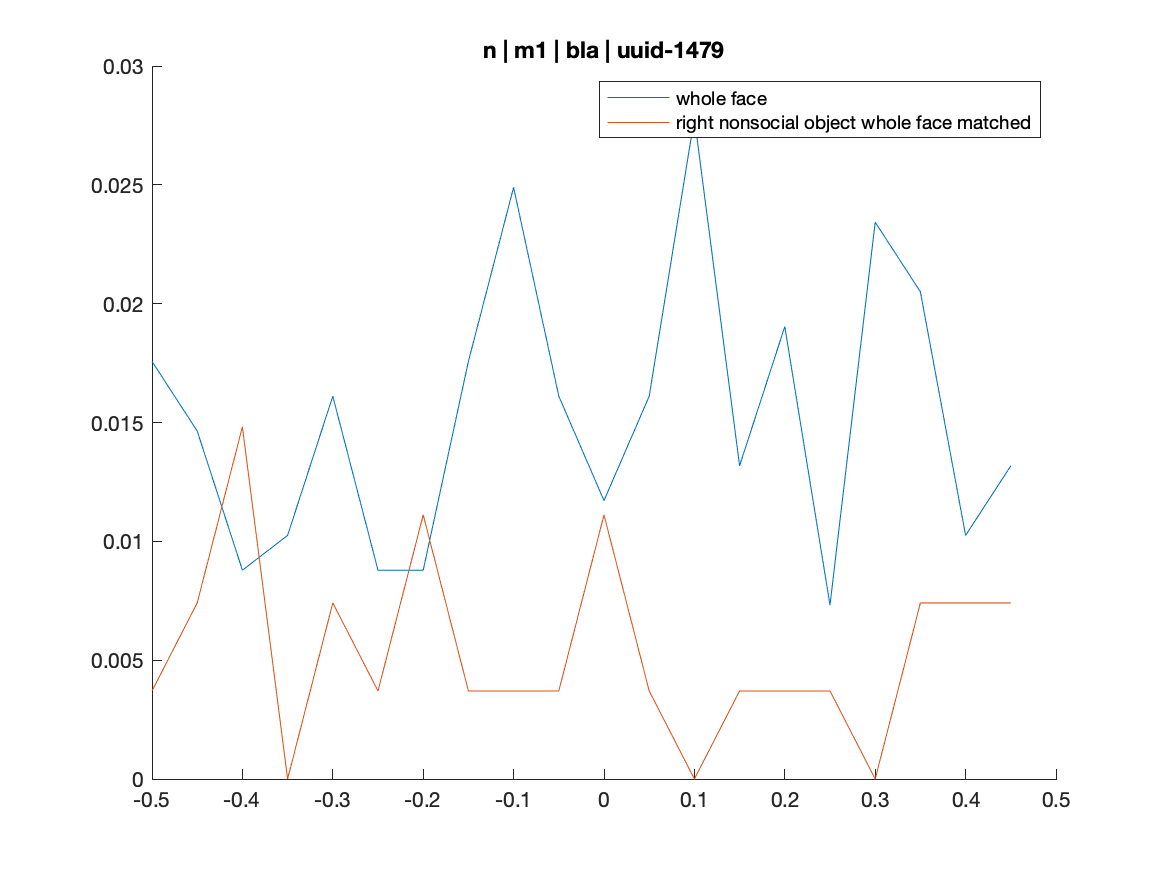 n | m1 | bla | uuid-1479
whole face
right nonsocial object whole face matched
0.03
0.025
0.02
0.015
0.01
0.005
0
-0.5 -0.4 -0.3 -0.2 -0.1 0 0.1 0.2 0.3 0.4 0.5